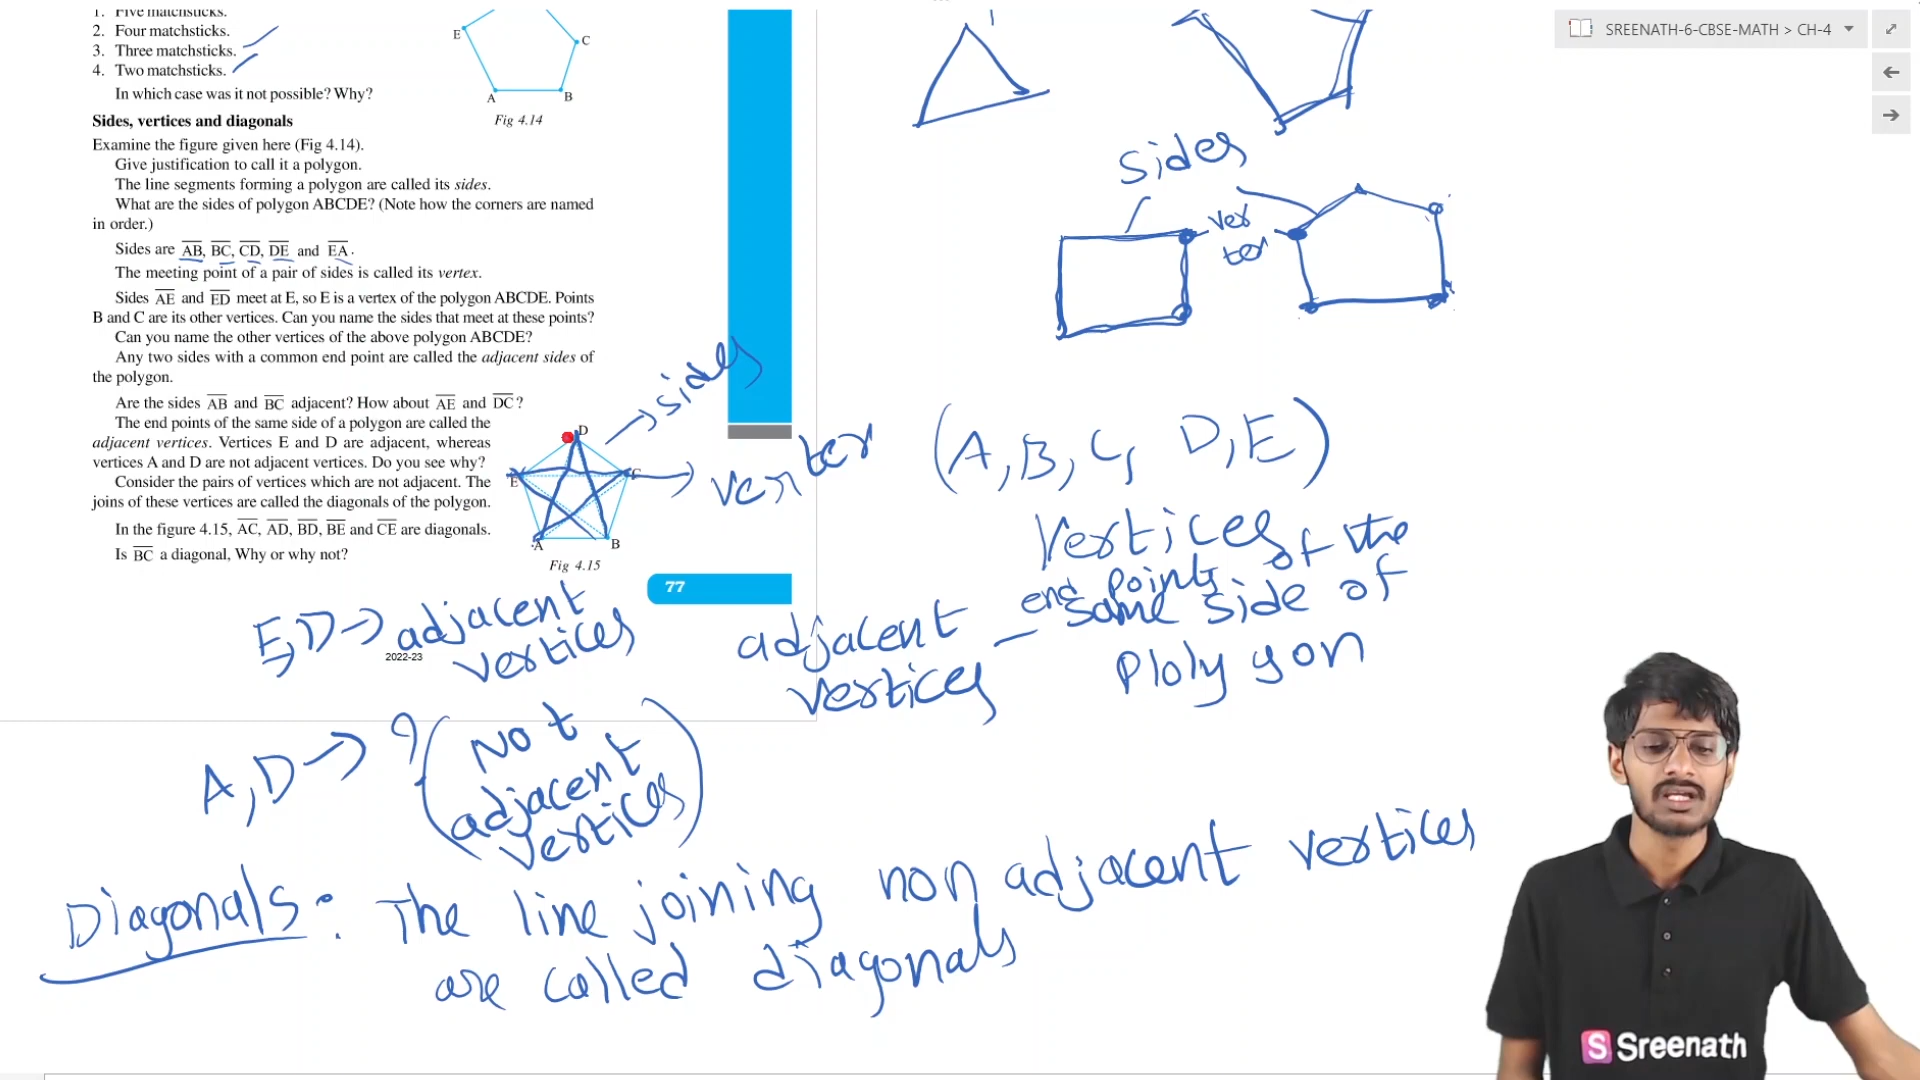 1. Five matchsticks.
2. Four matchsticks.
3. Three matchsticks.
4. Two matchsticks.
In which case was it not possible? Why?
Sides, vertices and diagonals
Examine the figure given here (Fig 4.14).
Give justification to call it a polygon.
The line segments forming a polygon are called its sides.
What are the sides of polygon ABCDE? (Note how the corners are named
in order.)
Sides are AB, BC, CD, DE and EA.
The meeting point of a pair of sides is called its vertex.
Sides AE and ED meet at E, so E is a vertex of the polygon ABCDE. Points
B and C are its other vertices. Can you name the sides that meet at these points?
Can you name the other vertices of the above polygon ABCDE?
Any two sides with a common end point are called the adjacent sides of
the polygon.
Are the sides AB and BC adjacent? How about AE and DC?
The end points of the same side of a polygon are called the
adjacent vertices. Vertices E and D are adjacent, whereas
vertices A and D are not adjacent vertices. Do you see why?
Consider the pairs of vertices which are not adjacent. The
joins of these vertices are called the diagonals of the polygon.
In the figure 4.15, AC, AD, BD, BE and CE are diagonals.
Is BC a diagonal, Why or why not?
E
C
A
B
Fig 4.14
D
E
C
A
B
Fig 4.15
77
2022-23
sides
verter
Sides
ver
ter
(A, B, C, D, E)
Vertices
adjacent
vertices
end points of the
same side of
Plolygon
E, D → adjacent
vertices
A, D → ?
(Not
adjacent
vertices)
Diagonals: The line joining non adjacent vertices
are called diagonals
SREENATH-6-CBSE-MATH > CH-4
S Sreenath